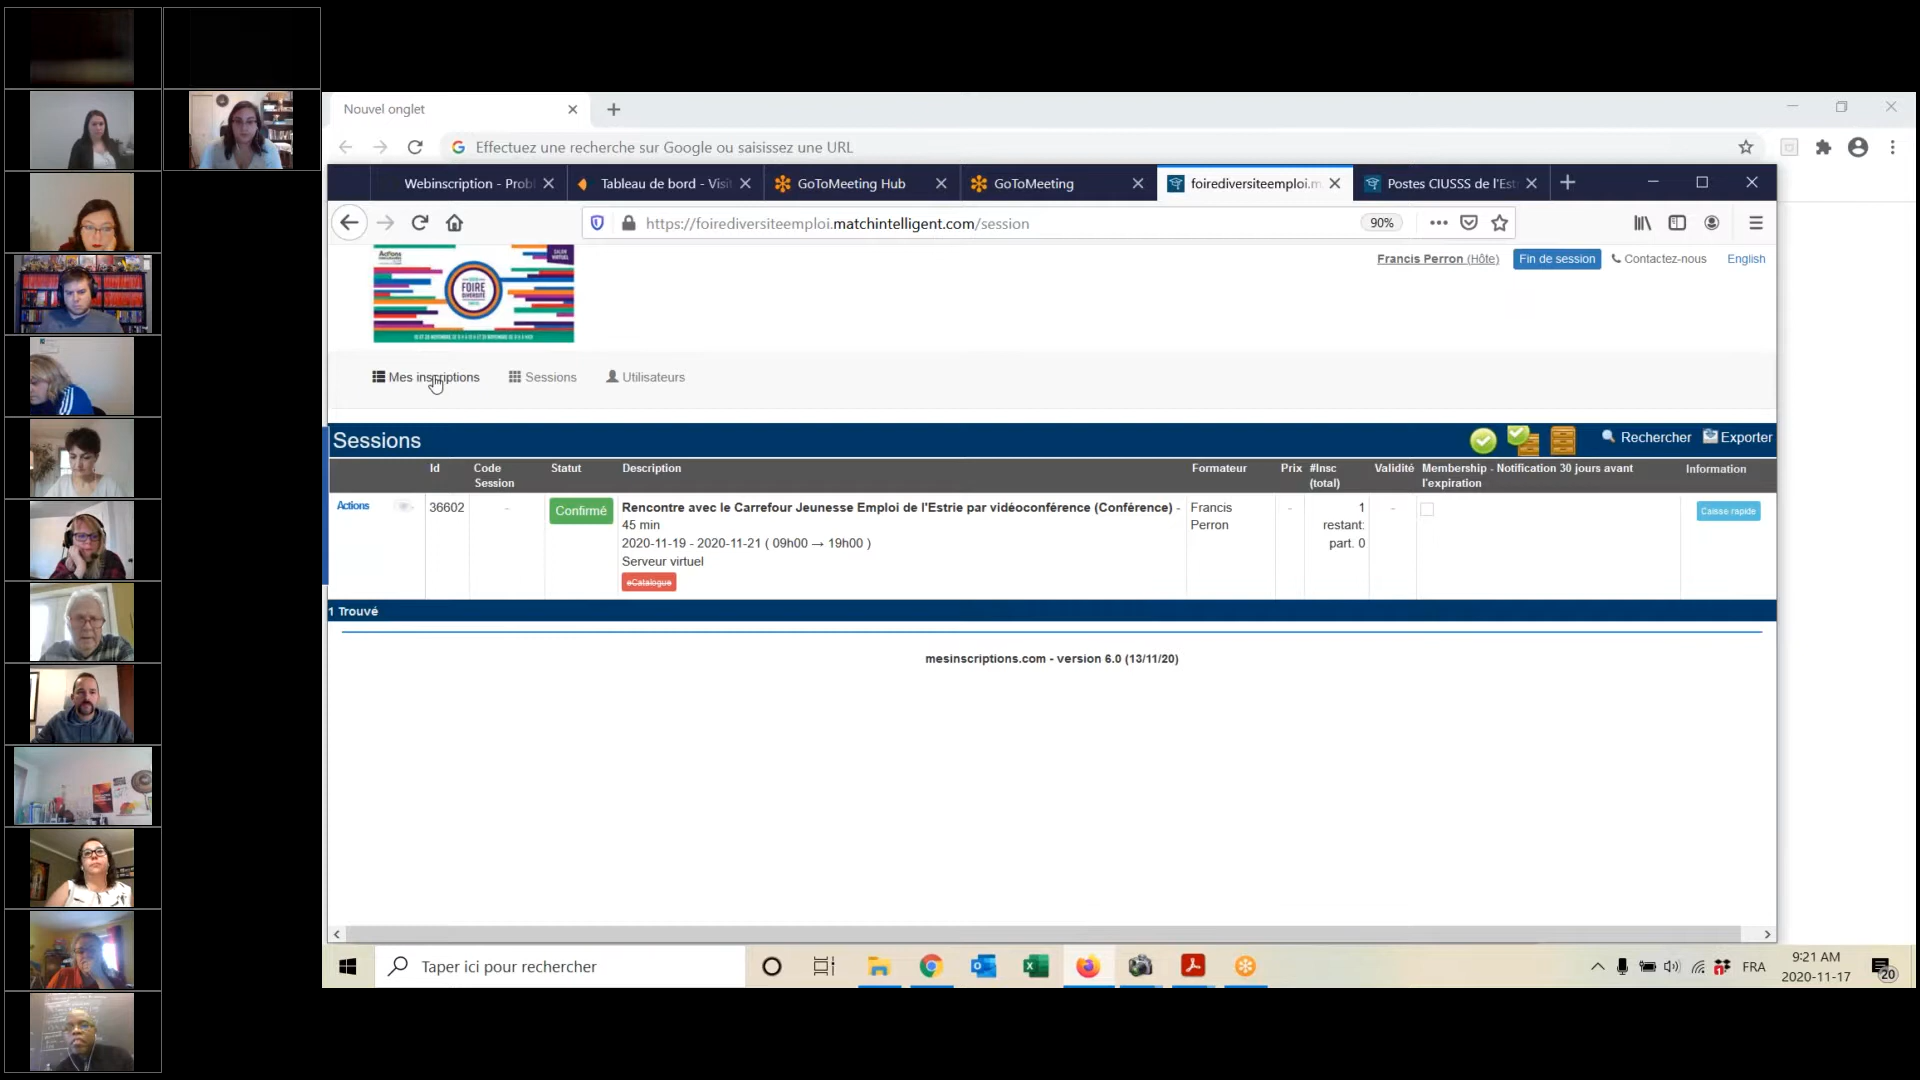 Nouvel onglet
Effectuez une recherche sur Google ou saisissez une URL
Webinscription - Prob
Tableau de bord - Visi
GoToMeeting Hub
GoToMeeting
foirediversiteemploi.m
Postes CIUSSS de l'Est
https://foirediversiteemploi.matchintelligent.com/session
90%
Actions
FOIRE
DIVERSITÉ
Francis Perron (Hôte)
Fin de session
Contactez-nous
English
Mes inscriptions
Sessions
Utilisateurs
Sessions
Rechercher
Exporter
Id
Code Session
Statut
Description
Formateur
Prix
#Insc (total)
Validité
Membership - Notification 30 jours avant l'expiration
Information
Actions
36602
-
Confirmé
Rencontre avec le Carrefour Jeunesse Emploi de l'Estrie par vidéoconférence (Conférence) -
45 min
2020-11-19 - 2020-11-21 ( 09h00 → 19h00 )
Serveur virtuel
eCatalogue
Francis
Perron
-
1
restant:
part. 0
-
Caisse rapide
1 Trouvé
mesinscriptions.com - version 6.0 (13/11/20)
Taper ici pour rechercher
FRA
9:21 AM
2020-11-17
20